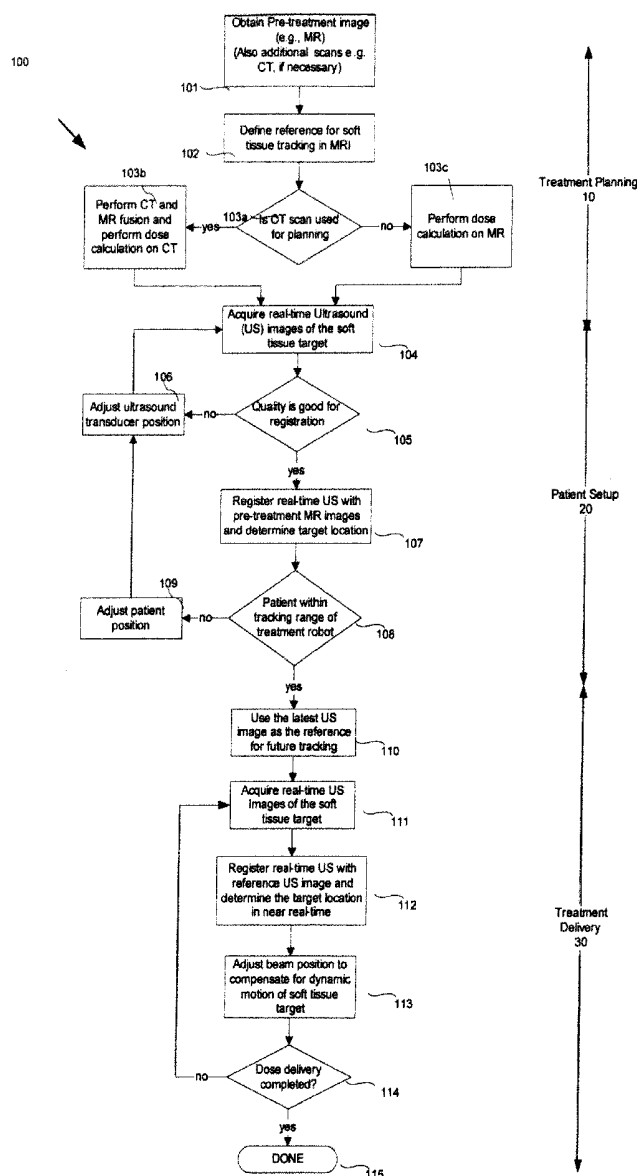 100
Obtain Pre-treatment image
(e.g., MR)
(Also additional scans e.g.
CT, if necessary)
101
Define reference for soft
tissue tracking in MRI
102
103b
103c
Treatment Planning
10
Perform CT and
MR fusion and
perform dose
calculation on CT
yes
103a
Is CT scan used
for planning
no
Perform dose
calculation on MR
Acquire real-time Ultrasound
(US) images of the soft
tissue target
104
106
Adjust ultrasound
transducer position
no
Quality is good for
registration
105
yes
Patient Setup
20
Register real-time US with
pre-treatment MR images
and determine target location
107
109
Adjust patient
position
no
Patient within
tracking range of
treatment robot
108
yes
Use the latest US
image as the reference
for future tracking
110
Acquire real-time US
images of the soft
tissue target
111
Register real-time US with
reference US image and
determine the target location
in near real-time
112
Treatment
Delivery
30
Adjust beam position to
compensate for dynamic
motion of soft tissue
target
113
no
Dose delivery
completed?
114
yes
DONE
115